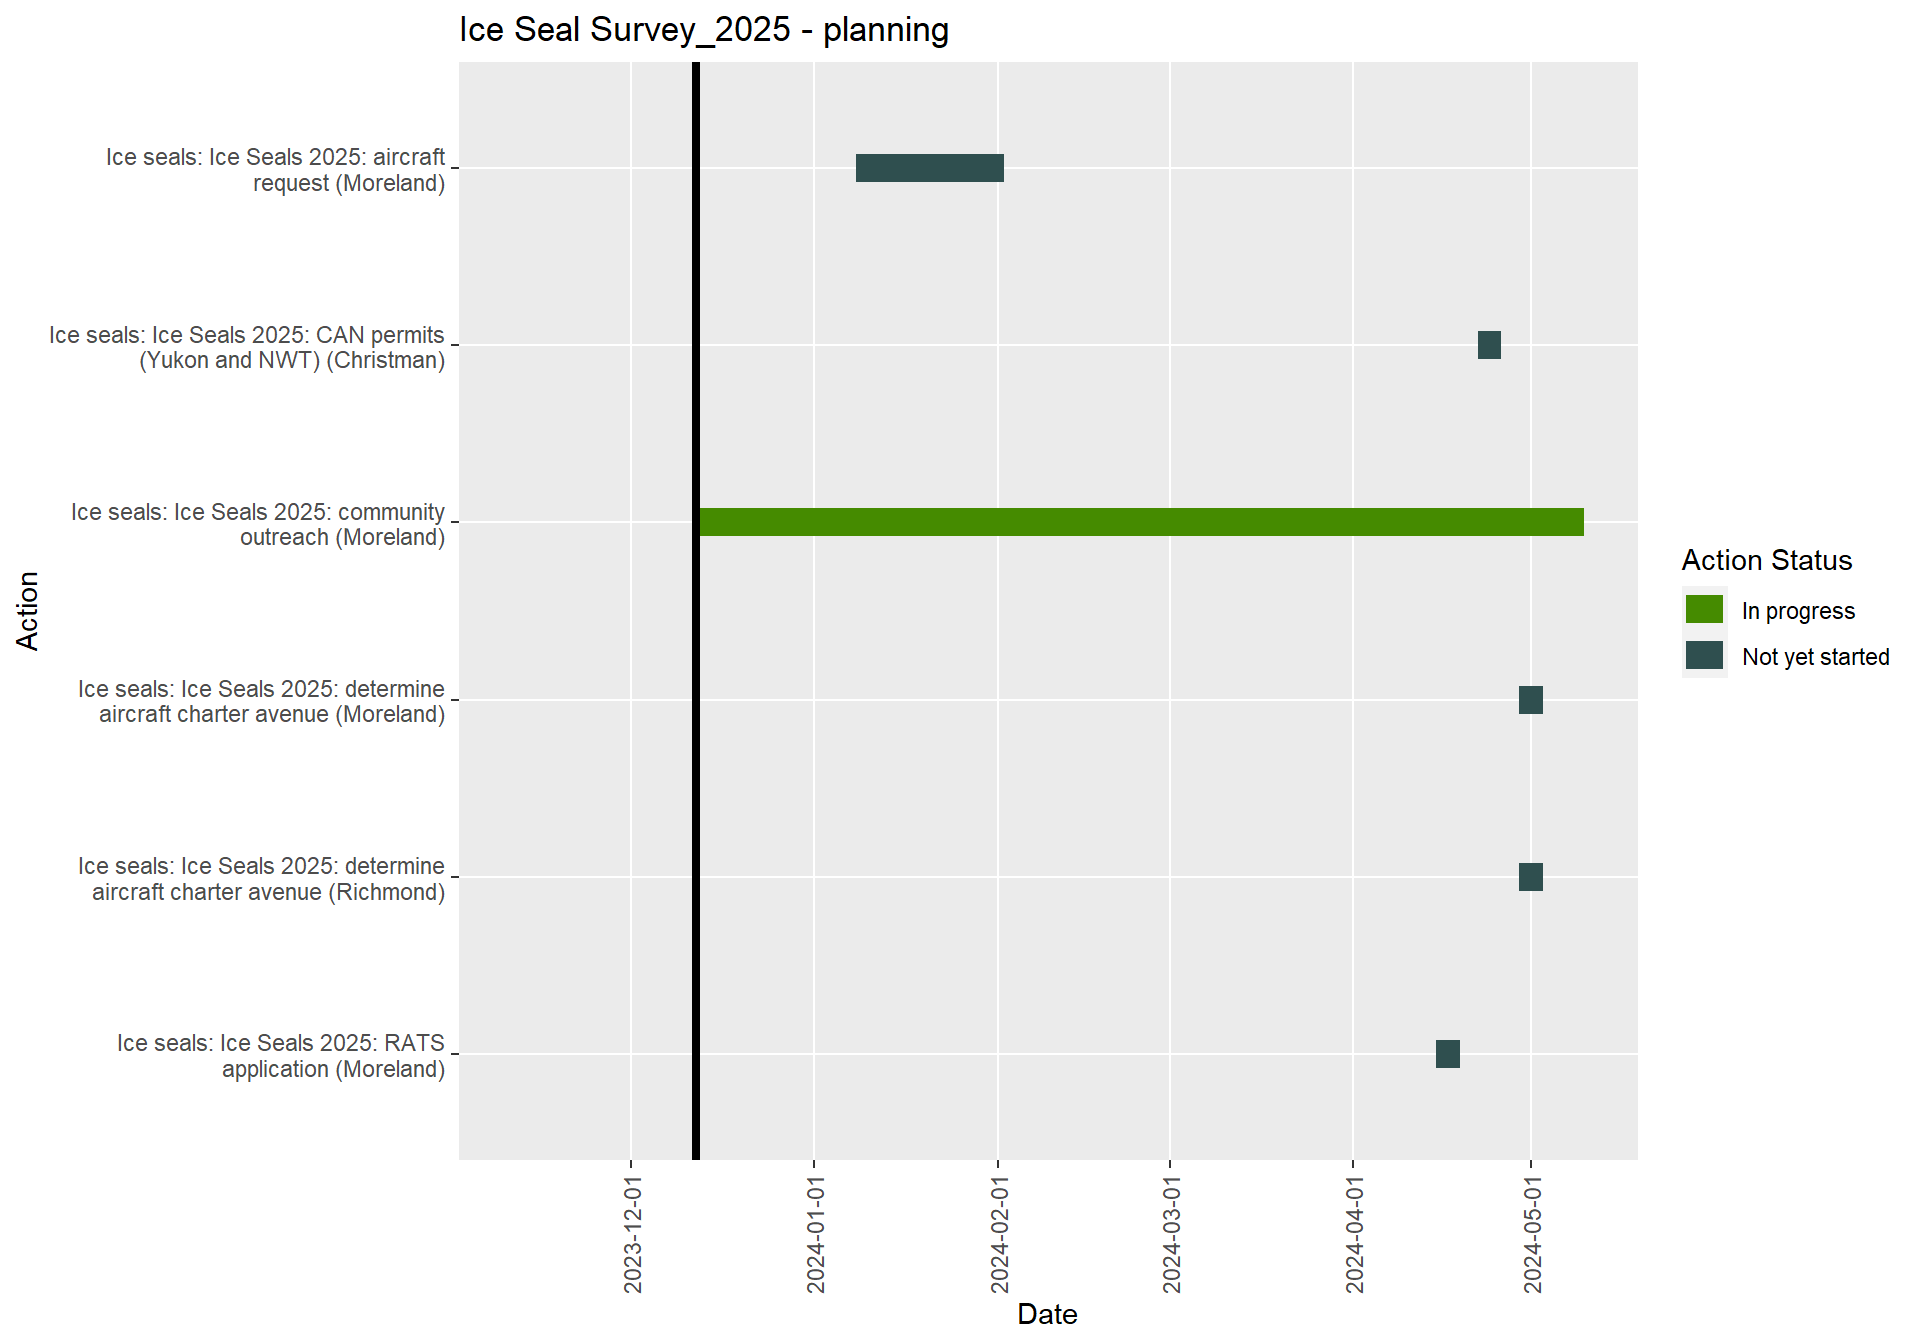 Ice Seal Survey_2025 - planning
Ice seals: Ice Seals 2025: aircraft
request (Moreland)
Ice seals: Ice Seals 2025: CAN permits
(Yukon and NWT) (Christman)
Ice seals: Ice Seals 2025: community
outreach (Moreland)
Ice seals: Ice Seals 2025: determine
aircraft charter avenue (Moreland)
Ice seals: Ice Seals 2025: determine
aircraft charter avenue (Richmond)
Ice seals: Ice Seals 2025: RATS
application (Moreland)
Action
2023-12-01
2024-01-01
2024-02-01
2024-03-01
2024-04-01
2024-05-01
Date
Action Status
In progress
Not yet started